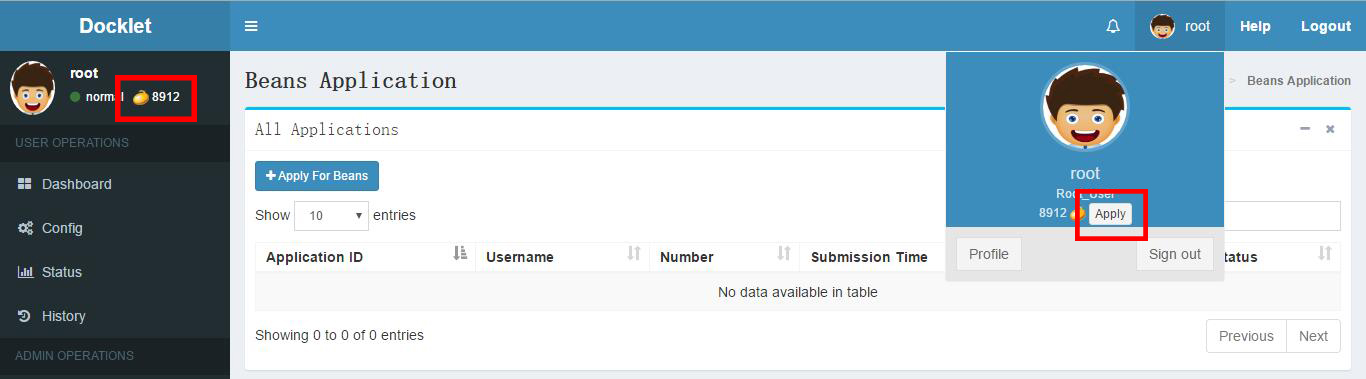 Docklet
root
Help
Logout
root
normal
8912
USER OPERATIONS
Dashboard
Config
Status
History
ADMIN OPERATIONS
Beans Application
> Beans Application
All Applications
+ Apply For Beans
Show 10 entries
Application ID
Username
Number
Submission Time
No data available in table
Showing 0 to 0 of 0 entries
Previous
Next
root
8912
Apply
Profile
Sign out